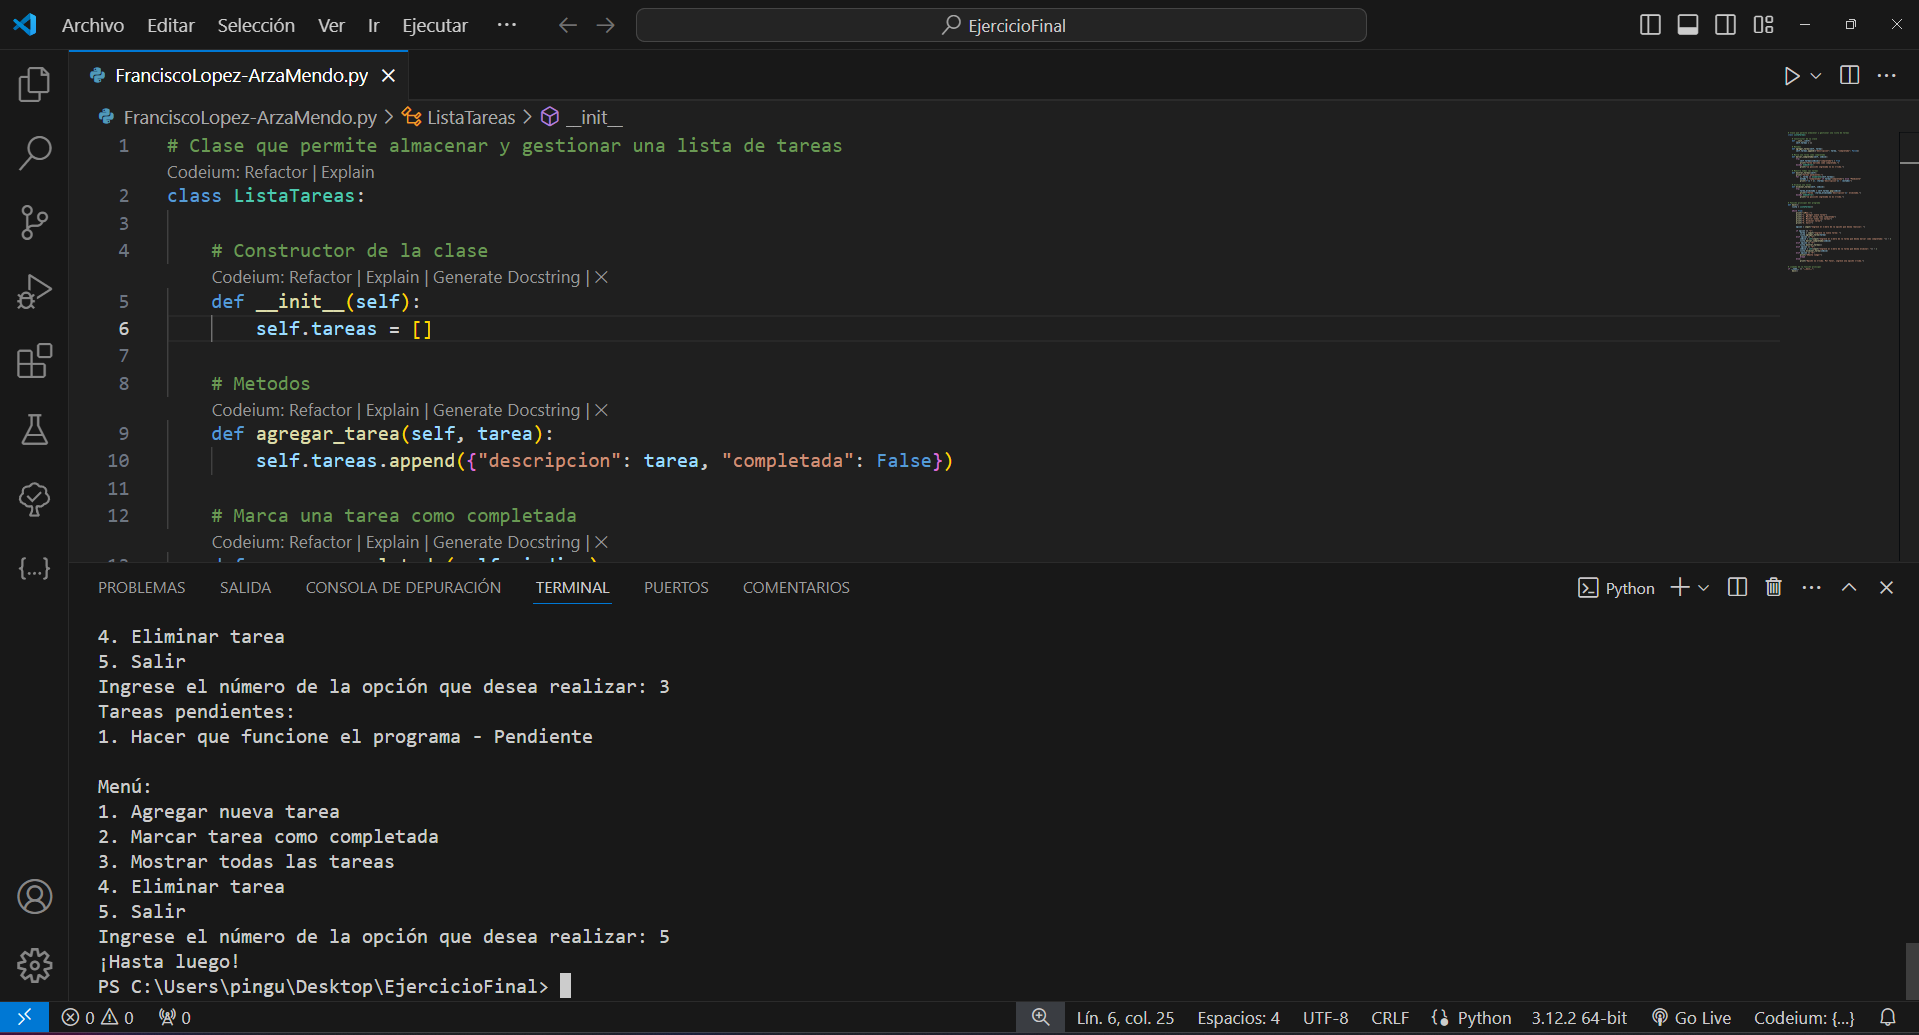 Archivo Editar Selección Ver Ir Ejecutar ··· EjercicioFinal
FranciscoLopez-ArzaMendo.py
FranciscoLopez-ArzaMendo.py > ListaTareas > __init__
1 # Clase que permite almacenar y gestionar una lista de tareas
Codeium: Refactor | Explain
2 class ListaTareas:
3
4 # Constructor de la clase
Codeium: Refactor | Explain | Generate Docstring | ×
5 def __init__(self):
6 self.tareas = []
7
8 # Metodos
Codeium: Refactor | Explain | Generate Docstring | ×
9 def agregar_tarea(self, tarea):
10 self.tareas.append({"descripcion": tarea, "completada": False})
11
12 # Marca una tarea como completada
Codeium: Refactor | Explain | Generate Docstring | ×
PROBLEMAS SALIDA CONSOLA DE DEPURACIÓN TERMINAL PUERTOS COMENTARIOS Python
4. Eliminar tarea
5. Salir
Ingrese el número de la opción que desea realizar: 3
Tareas pendientes:
1. Hacer que funcione el programa - Pendiente
Menú:
1. Agregar nueva tarea
2. Marcar tarea como completada
3. Mostrar todas las tareas
4. Eliminar tarea
5. Salir
Ingrese el número de la opción que desea realizar: 5
¡Hasta luego!
PS C:\Users\pingu\Desktop\EjercicioFinal>
0 0 0 Lín. 6, col. 25 Espacios: 4 UTF-8 CRLF Python 3.12.2 64-bit Go Live Codeium: {...}